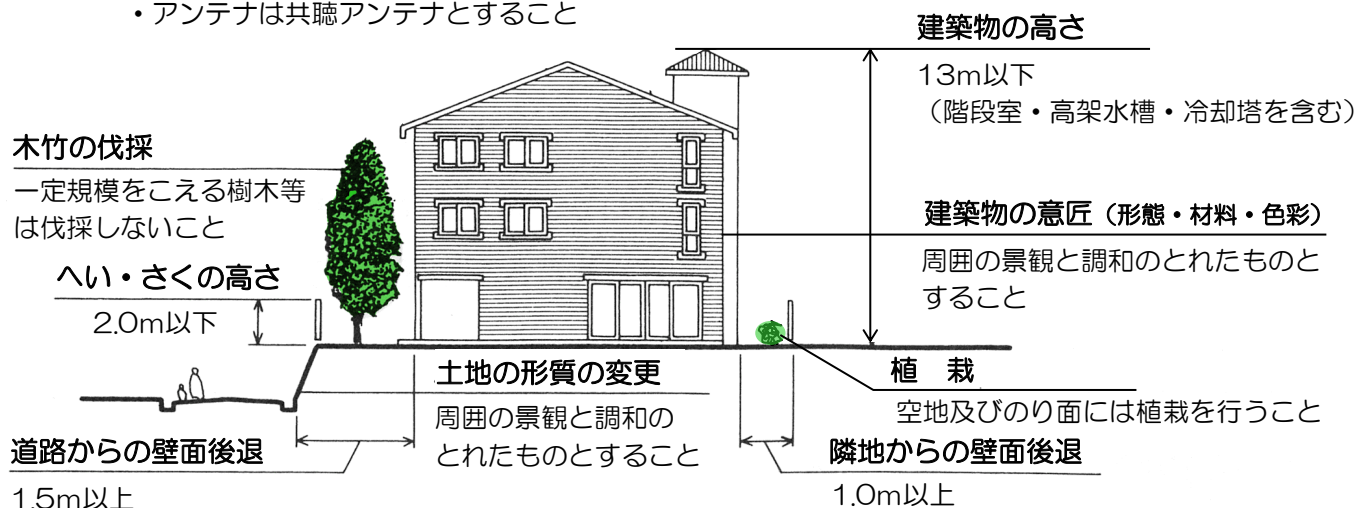 ・アンテナは共聴アンテナとすること
建築物の高さ
13m以下
（階段室・高架水槽・冷却塔を含む）
木竹の伐採
一定規模をこえる樹木等
は伐採しないこと
建築物の意匠（形態・材料・色彩）
周囲の景観と調和のとれたものと
すること
へい・さくの高さ
2.0m以下
土地の形質の変更
周囲の景観と調和の
とれたものとすること
植　栽
空地及びのり面には植栽を行うこと
道路からの壁面後退
1.5m以上
隣地からの壁面後退
1.0m以上